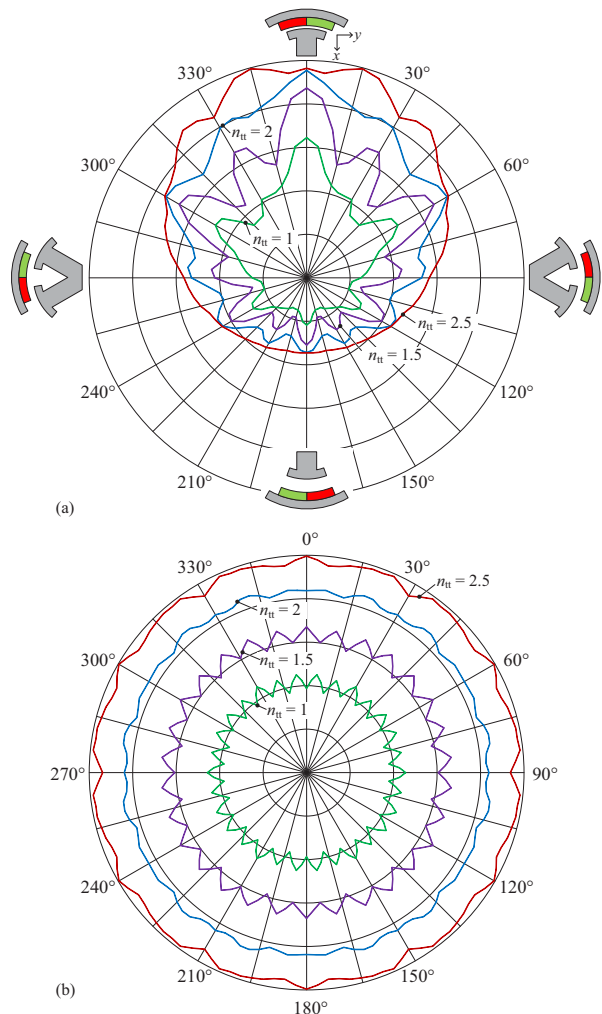 x
y
330°
30°
n_tt = 2
300°
60°
n_tt = 1
n_tt = 2.5
n_tt = 1.5
240°
120°
210°
150°
(a)
0°
330°
30°
n_tt = 2.5
n_tt = 2
300°
60°
n_tt = 1.5
n_tt = 1
270°
90°
240°
120°
210°
150°
(b)
180°